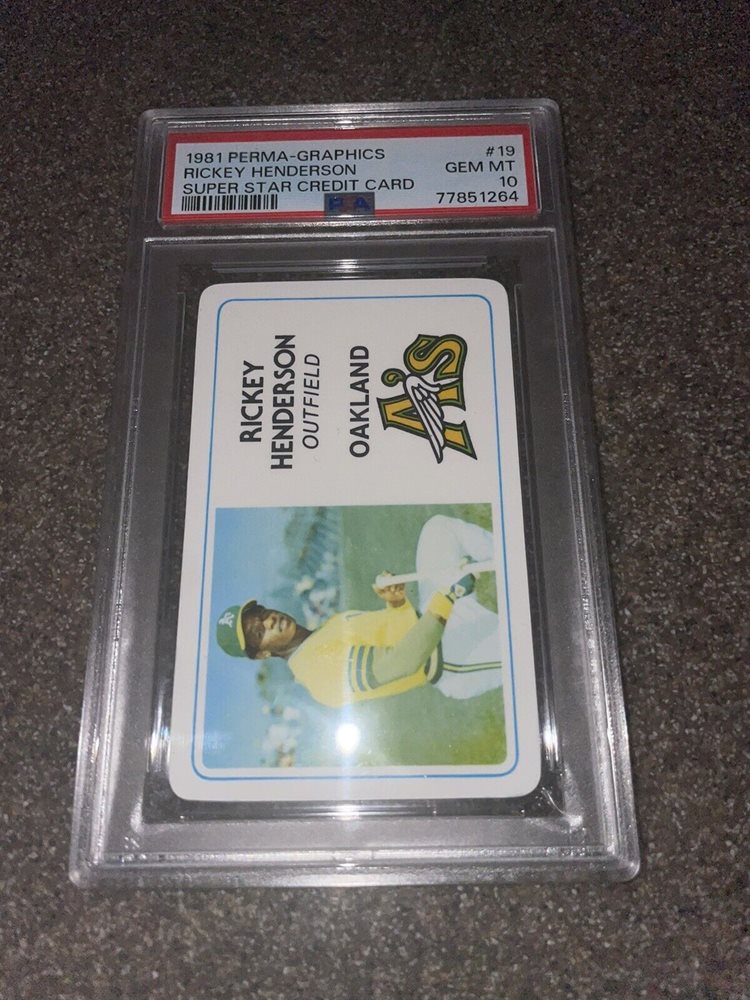 1981 PERMA-GRAPHICS #19
RICKEY HENDERSON GEM MT
SUPER STAR CREDIT CARD 10
PSA 77851264
RICKEY
HENDERSON
OUTFIELD
OAKLAND
A's
A's